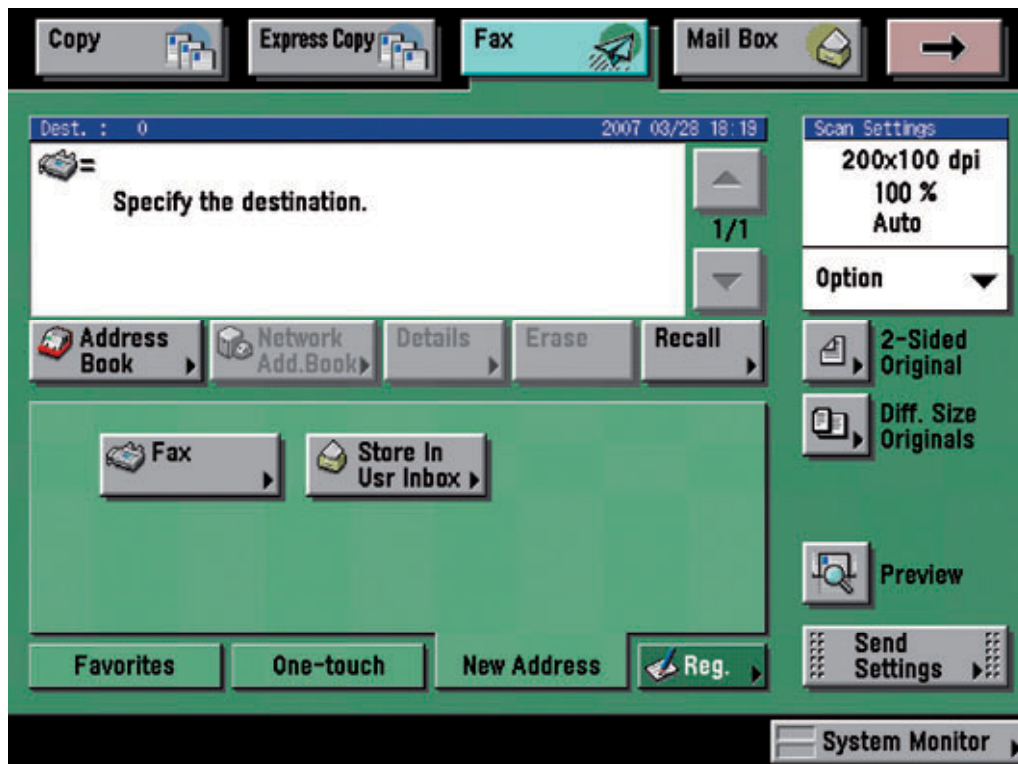 Copy
Express Copy
Fax
Mail Box
Dest. : 0
2007 03/28 18:19
Scan Settings
=
Specify the destination.
1/1
200x100 dpi
100 %
Auto
Option
Address
Book
Network
Add.Book
Details
Erase
Recall
2-Sided
Original
Diff. Size
Originals
Fax
Store In
Usr Inbox
Preview
Send
Settings
Favorites
One-touch
New Address
Reg.
System Monitor